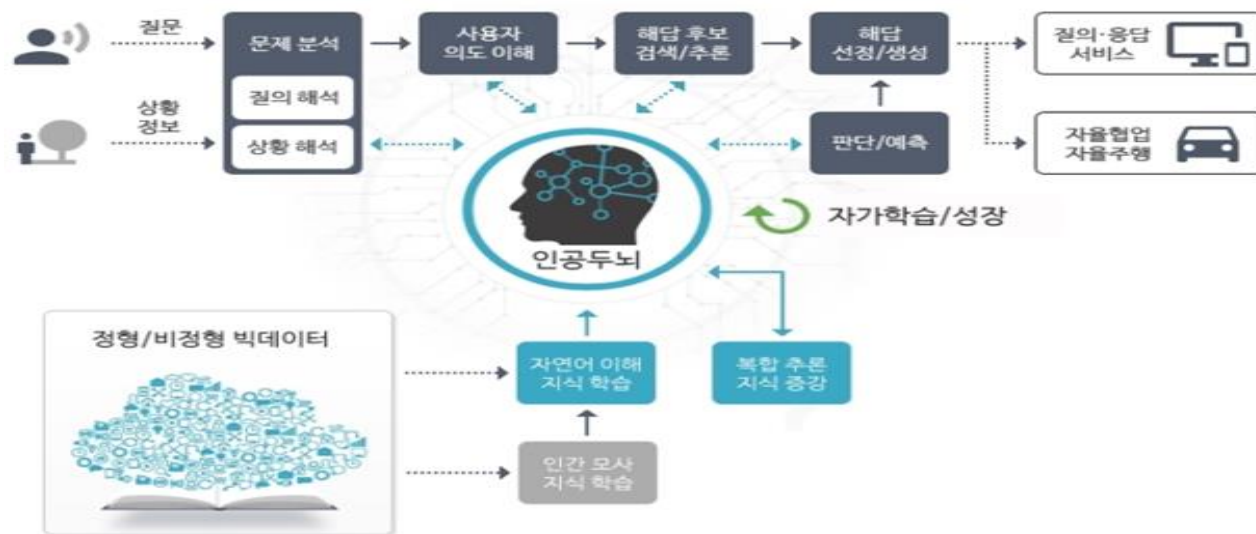 질문
문제 분석
질의 해석
상황 해석
상황
정보
사용자
의도 이해
해답 후보
검색/추론
해답
선정/생성
판단/예측
질의·응답
서비스
자율협업
자율주행
인공두뇌
자가학습/성장
정형/비정형 빅데이터
자연어 이해
지식 학습
복합 추론
지식 증강
인간 모사
지식 학습